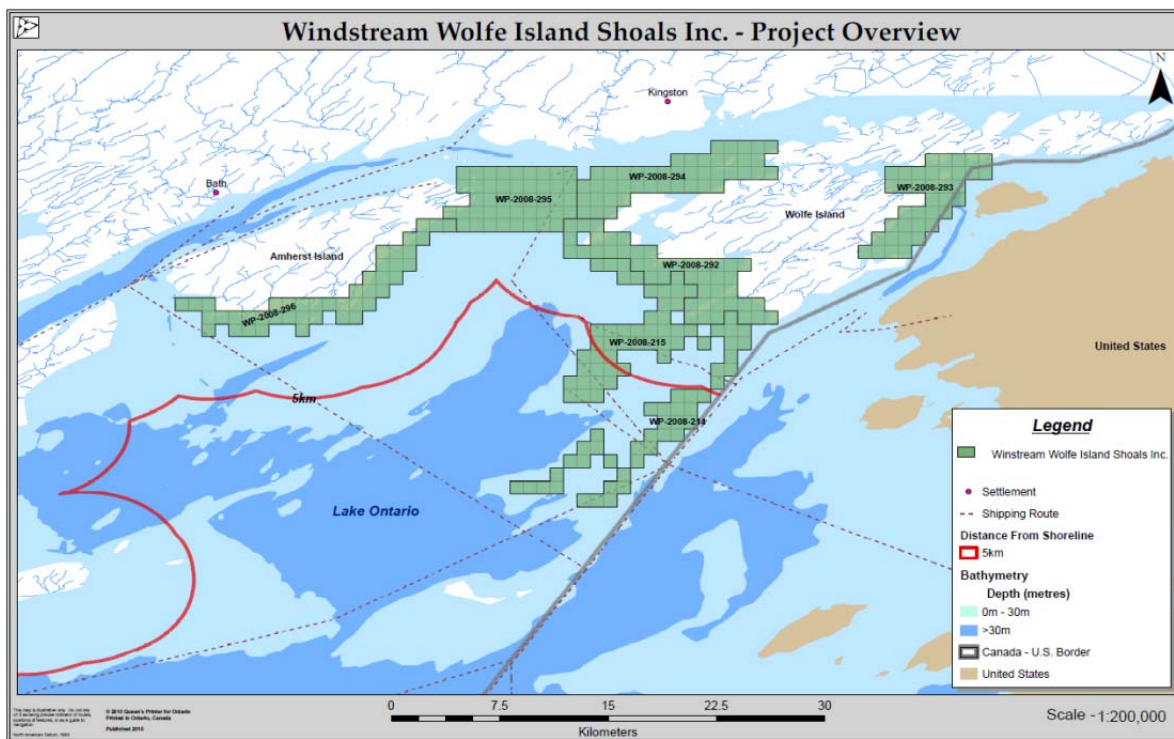 Windstream Wolfe Island Shoals Inc. - Project Overview
N
Kingston
Bath
WP-2008-294
WP-2008-295
WP-2008-293
Wolfe Island
Amherst Island
WP-2008-292
WP-2008-296
WP-2008-215
United States
5km
WP-2008-214
Lake Ontario
Legend
Winstream Wolfe Island Shoals Inc.
Settlement
Shipping Route
Distance From Shoreline
5km
Bathymetry
Depth (metres)
0m - 30m
>30m
Canada - U.S. Border
United States
© 2010 Queen's Printer for Ontario
Printed in Ontario, Canada
Published 2010
0 7.5 15 22.5 30
Kilometers
Scale - 1:200,000